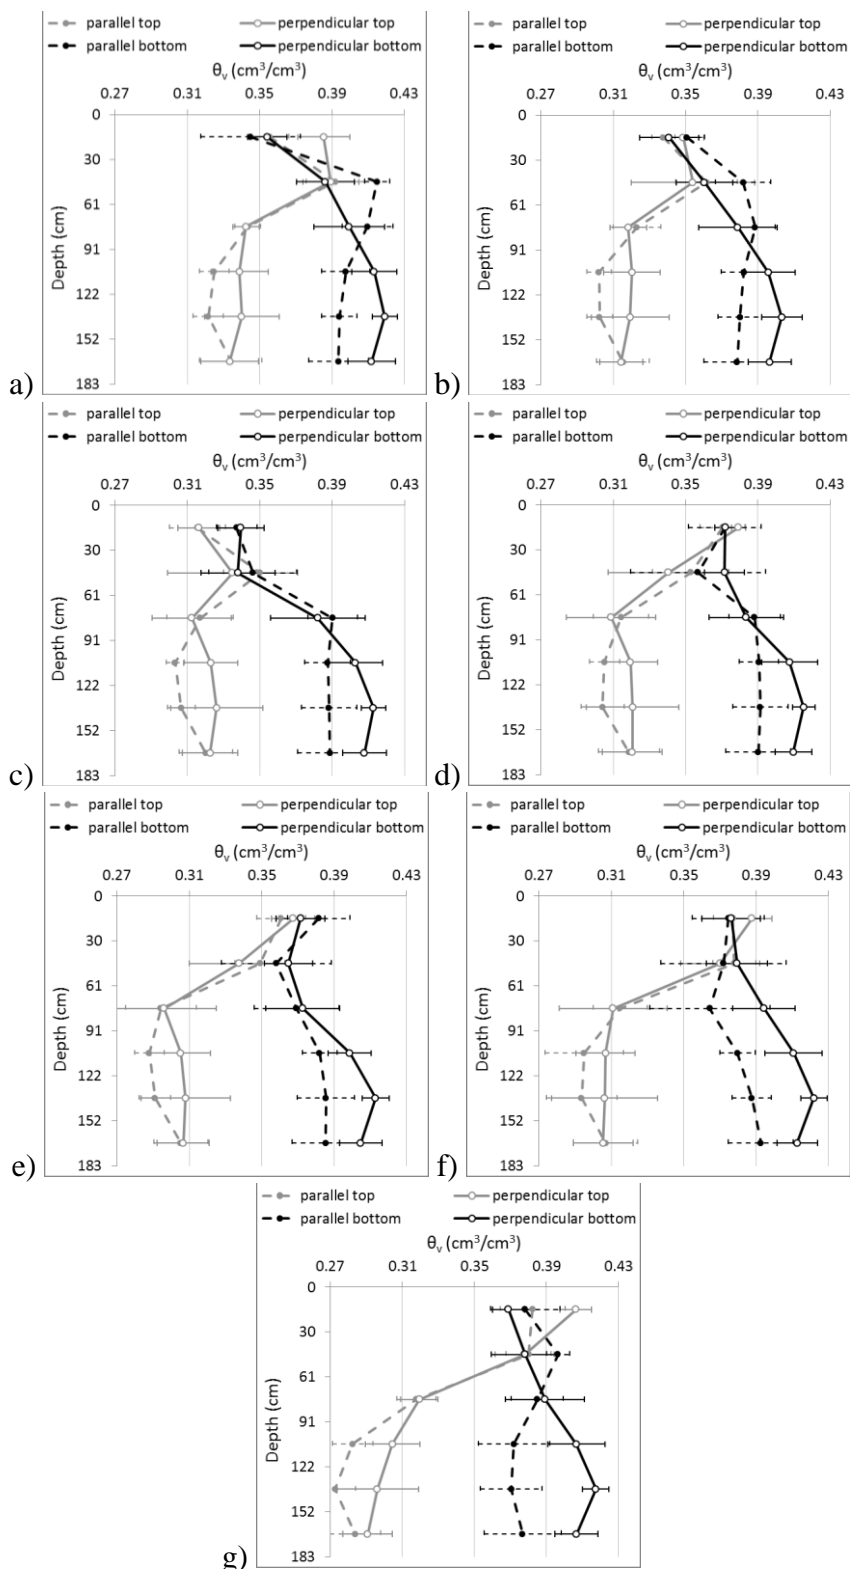 parallel top perpendicular top parallel top perpendicular top
parallel bottom perpendicular bottom parallel bottom perpendicular bottom
θv (cm³/cm³) θv (cm³/cm³)
0.27 0.31 0.35 0.39 0.43 0.27 0.31 0.35 0.39 0.43
0 0
30 30
61 61
Depth (cm) Depth (cm)
91 91
122 122
152 152
a) 183 b) 183
parallel top perpendicular top parallel top perpendicular top
parallel bottom perpendicular bottom parallel bottom perpendicular bottom
θv (cm³/cm³) θv (cm³/cm³)
0.27 0.31 0.35 0.39 0.43 0.27 0.31 0.35 0.39 0.43
0 0
30 30
61 61
Depth (cm) Depth (cm)
91 91
122 122
152 152
c) 183 d) 183
parallel top perpendicular top parallel top perpendicular top
parallel bottom perpendicular bottom parallel bottom perpendicular bottom
θv (cm³/cm³) θv (cm³/cm³)
0.27 0.31 0.35 0.39 0.43 0.27 0.31 0.35 0.39 0.43
0 0
30 30
61 61
Depth (cm) Depth (cm)
91 91
122 122
152 152
e) 183 f) 183
parallel top perpendicular top
parallel bottom perpendicular bottom
θv (cm³/cm³)
0.27 0.31 0.35 0.39 0.43
0
30
61
Depth (cm)
91
122
152
g) 183